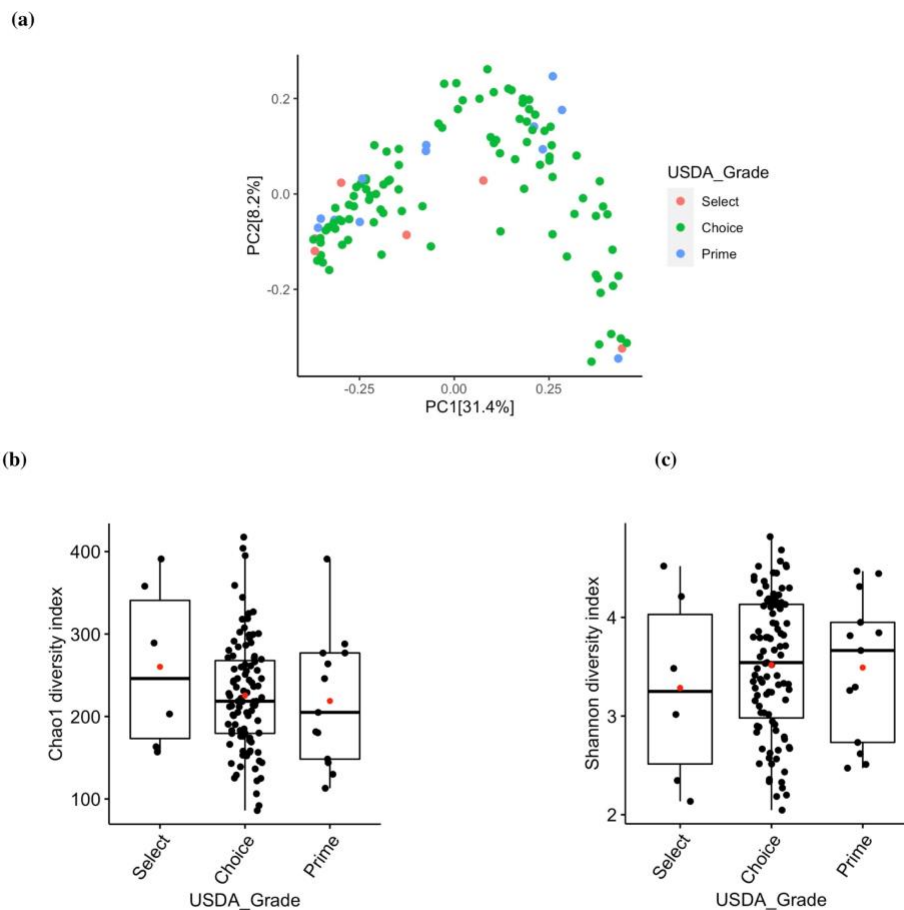 (a)
0.2
0.0
-0.2
PC2[8.2%]
-0.25
0.00
0.25
PC1[31.4%]
USDA_Grade
Select
Choice
Prime
(b)
400
300
200
100
Chao1 diversity index
Select
Choice
Prime
USDA_Grade
(c)
4
3
2
Shannon diversity index
Select
Choice
Prime
USDA_Grade